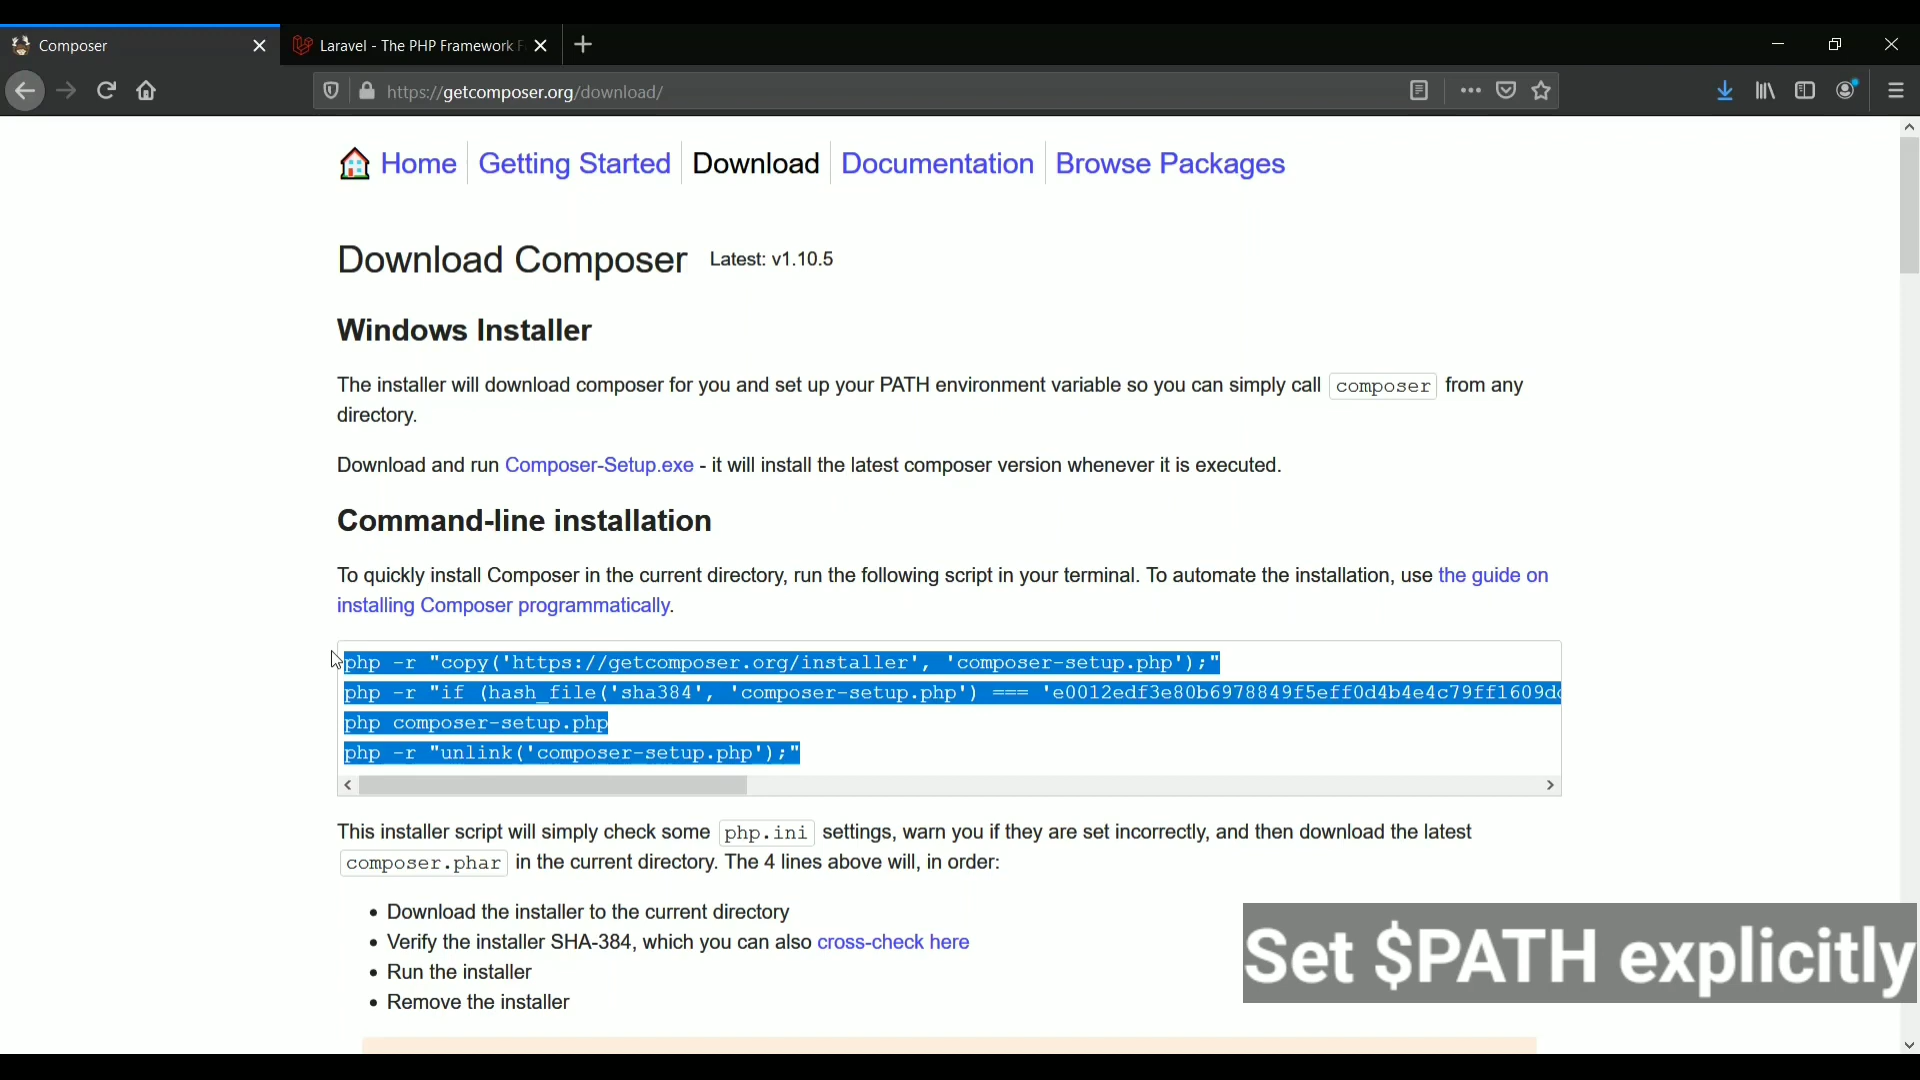 Composer
Laravel - The PHP Framework F
https://getcomposer.org/download/
Home
Getting Started
Download
Documentation
Browse Packages
Download Composer
Latest: v1.10.5
Windows Installer
The installer will download composer for you and set up your PATH environment variable so you can simply call composer from any
directory.
Download and run Composer-Setup.exe - it will install the latest composer version whenever it is executed.
Command-line installation
To quickly install Composer in the current directory, run the following script in your terminal. To automate the installation, use the guide on
installing Composer programmatically.
php -r "copy('https://getcomposer.org/installer', 'composer-setup.php');"
php -r "if (hash_file('sha384', 'composer-setup.php') === 'e0012edf3e80b6978849f5eff0d4b4e4c79ff1609dd
php composer-setup.php
php -r "unlink('composer-setup.php');"
This installer script will simply check some php.ini settings, warn you if they are set incorrectly, and then download the latest
composer.phar in the current directory. The 4 lines above will, in order:
• Download the installer to the current directory
• Verify the installer SHA-384, which you can also cross-check here
• Run the installer
• Remove the installer
Set $PATH explicitly